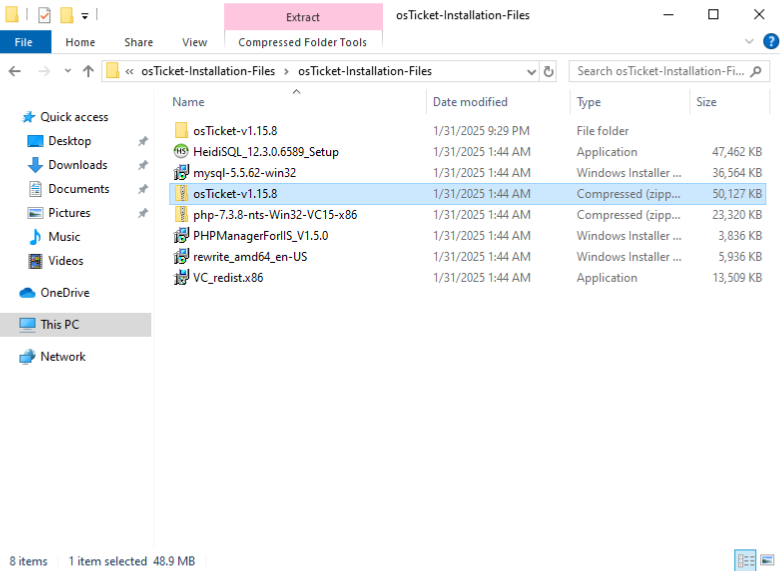 Extract
osTicket-Installation-Files
File
Home
Share
View
Compressed Folder Tools
?
« osTicket-Installation-Files › osTicket-Installation-Files
Search osTicket-Installation-Fi...
Name Date modified Type Size
Quick access
Desktop
Downloads
Documents
Pictures
Music
Videos
OneDrive
This PC
Network
osTicket-v1.15.8 1/31/2025 9:29 PM File folder
HS HeidiSQL_12.3.0.6589_Setup 1/31/2025 1:44 AM Application 47,462 KB
mysql-5.5.62-win32 1/31/2025 1:44 AM Windows Installer ... 36,564 KB
osTicket-v1.15.8 1/31/2025 1:44 AM Compressed (zipp... 50,127 KB
php-7.3.8-nts-Win32-VC15-x86 1/31/2025 1:44 AM Compressed (zipp... 23,320 KB
PHPManagerForIIS_V1.5.0 1/31/2025 1:44 AM Windows Installer ... 3,836 KB
rewrite_amd64_en-US 1/31/2025 1:44 AM Windows Installer ... 5,936 KB
VC_redist.x86 1/31/2025 1:44 AM Application 13,509 KB
8 items 1 item selected 48.9 MB